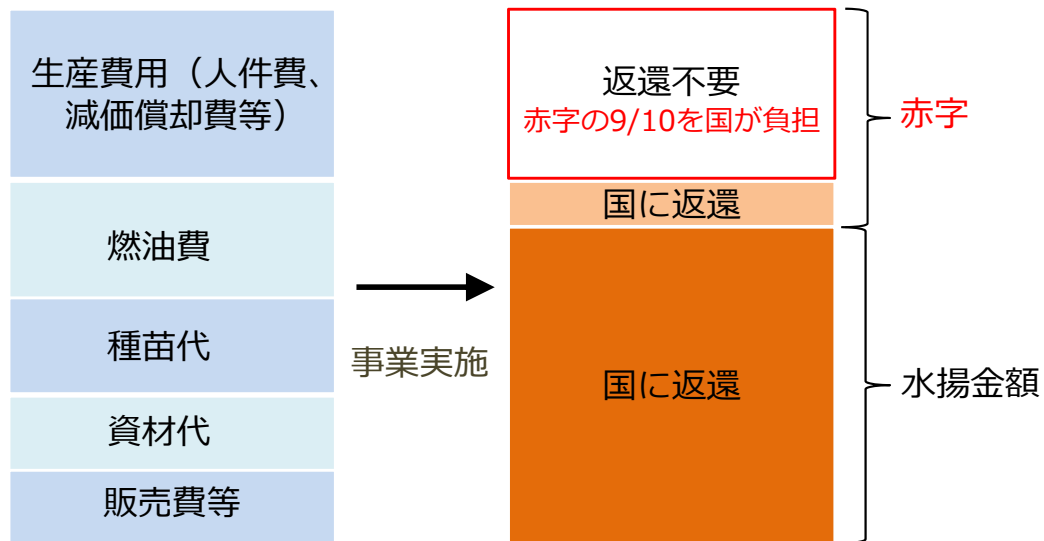 生産費用（人件費、
減価償却費等）
燃油費
種苗代
資材代
販売費等
事業実施
返還不要
赤字の9/10を国が負担
国に返還
国に返還
赤字
水揚金額